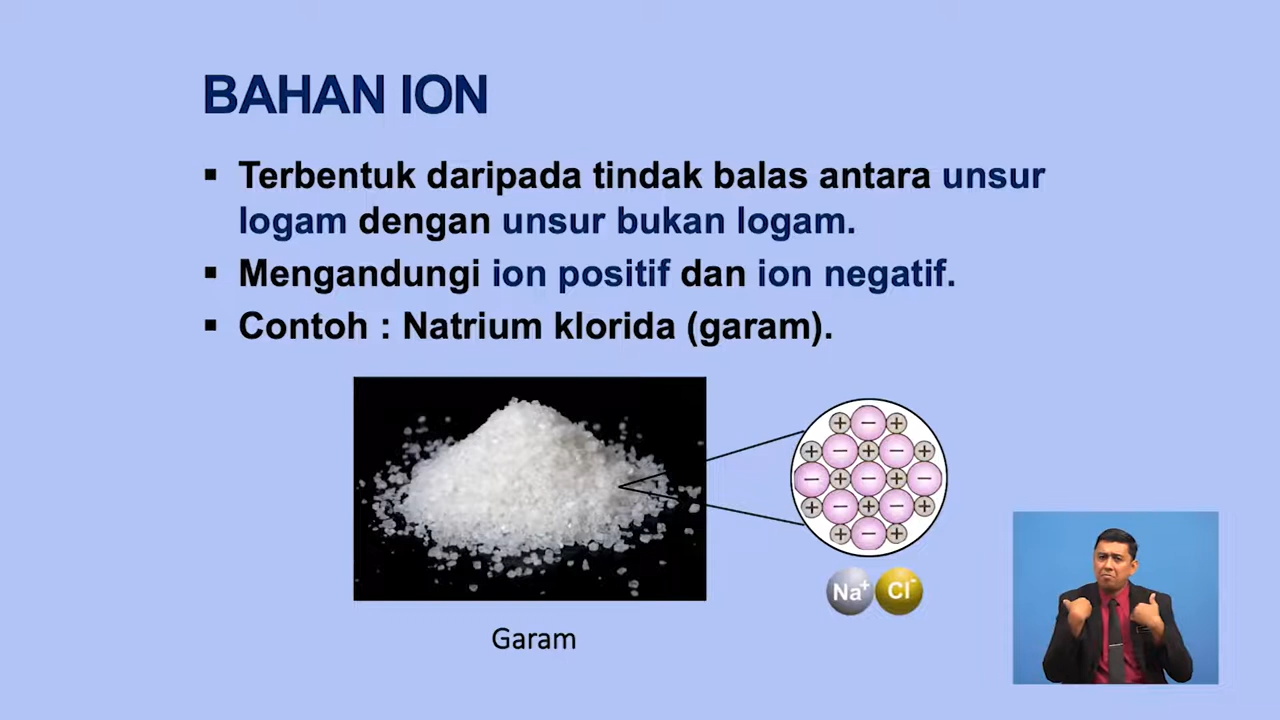 BAHAN ION
▪ Terbentuk daripada tindak balas antara unsur
logam dengan unsur bukan logam.
▪ Mengandungi ion positif dan ion negatif.
▪ Contoh : Natrium klorida (garam).
+ − +
+ − + − +
− + − + −
+ − + − +
+ − +
Na⁺ Cl⁻
Garam